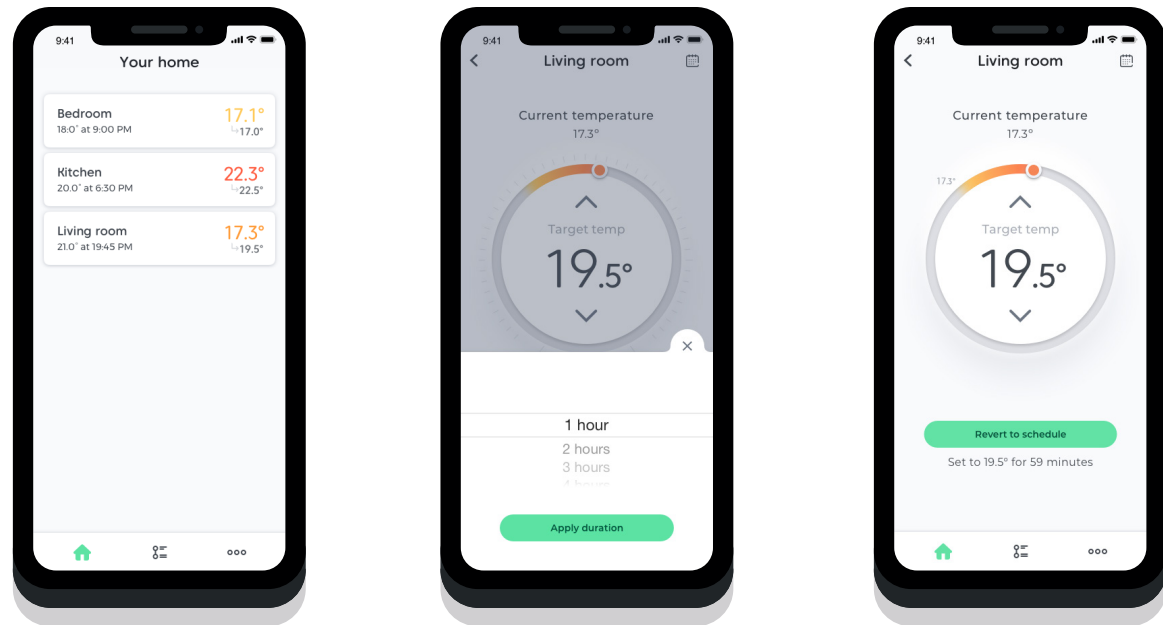 9:41
Your home
Bedroom
17.1°
18:0° at 9:00 PM
17.0°
Kitchen
22.3°
20.0° at 6:30 PM
22.5°
Living room
17.3°
21.0° at 19:45 PM
19.5°
9:41
Living room
Current temperature
17.3°
Target temp
19.5°
1 hour
2 hours
3 hours
4 hours
Apply duration
9:41
Living room
Current temperature
17.3°
17.3°
Target temp
19.5°
Revert to schedule
Set to 19.5° for 59 minutes